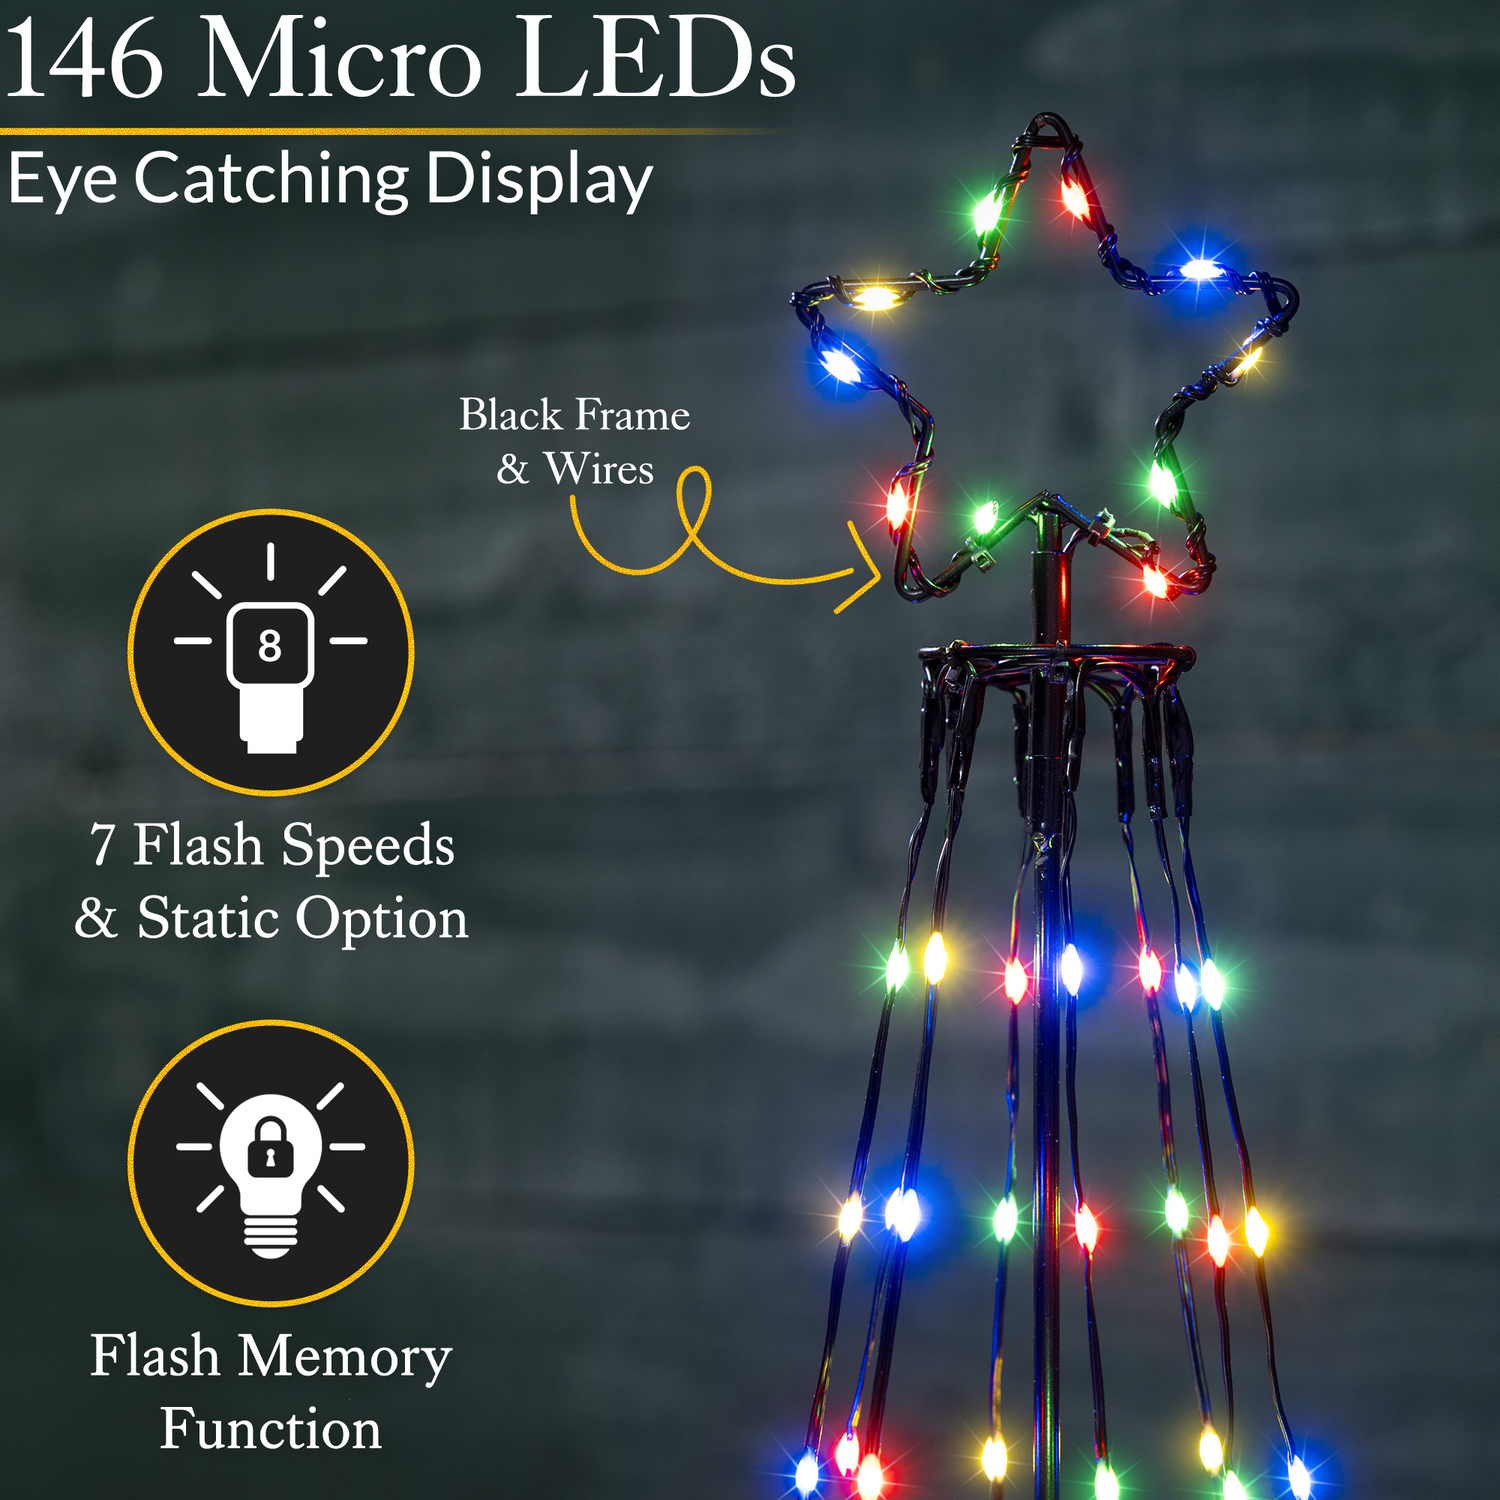 146 Micro LEDs
Eye Catching Display
Black Frame
& Wires
8
7 Flash Speeds
& Static Option
Flash Memory
Function